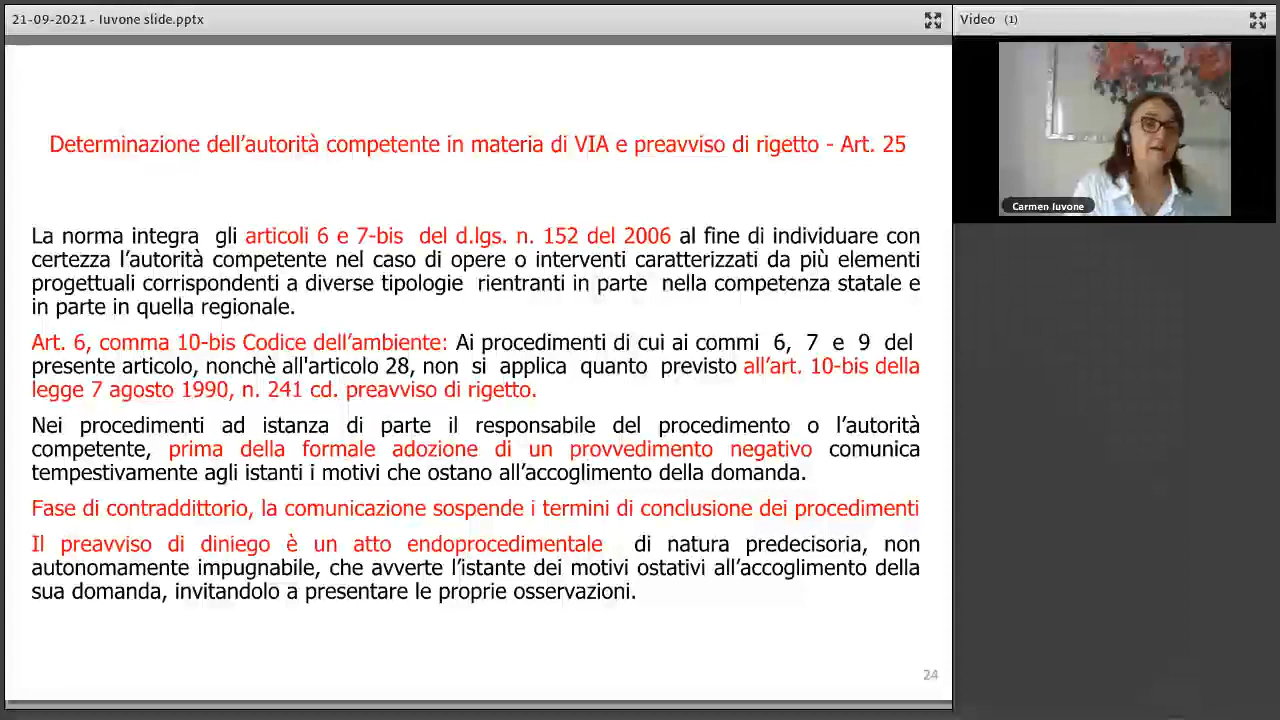 21-09-2021 - Iuvone slide.pptx
Video (1)
Carmen Iuvone
Determinazione dell’autorità competente in materia di VIA e preavviso di rigetto - Art. 25
La norma integra gli articoli 6 e 7-bis del d.lgs. n. 152 del 2006 al fine di individuare con
certezza l’autorità competente nel caso di opere o interventi caratterizzati da più elementi
progettuali corrispondenti a diverse tipologie rientranti in parte nella competenza statale e
in parte in quella regionale.
Art. 6, comma 10-bis Codice dell’ambiente: Ai procedimenti di cui ai commi 6, 7 e 9 del
presente articolo, nonchè all'articolo 28, non si applica quanto previsto all’art. 10-bis della
legge 7 agosto 1990, n. 241 cd. preavviso di rigetto.
Nei procedimenti ad istanza di parte il responsabile del procedimento o l’autorità
competente, prima della formale adozione di un provvedimento negativo comunica
tempestivamente agli istanti i motivi che ostano all’accoglimento della domanda.
Fase di contraddittorio, la comunicazione sospende i termini di conclusione dei procedimenti
Il preavviso di diniego è un atto endoprocedimentale di natura predecisoria, non
autonomamente impugnabile, che avverte l’istante dei motivi ostativi all’accoglimento della
sua domanda, invitandolo a presentare le proprie osservazioni.
24